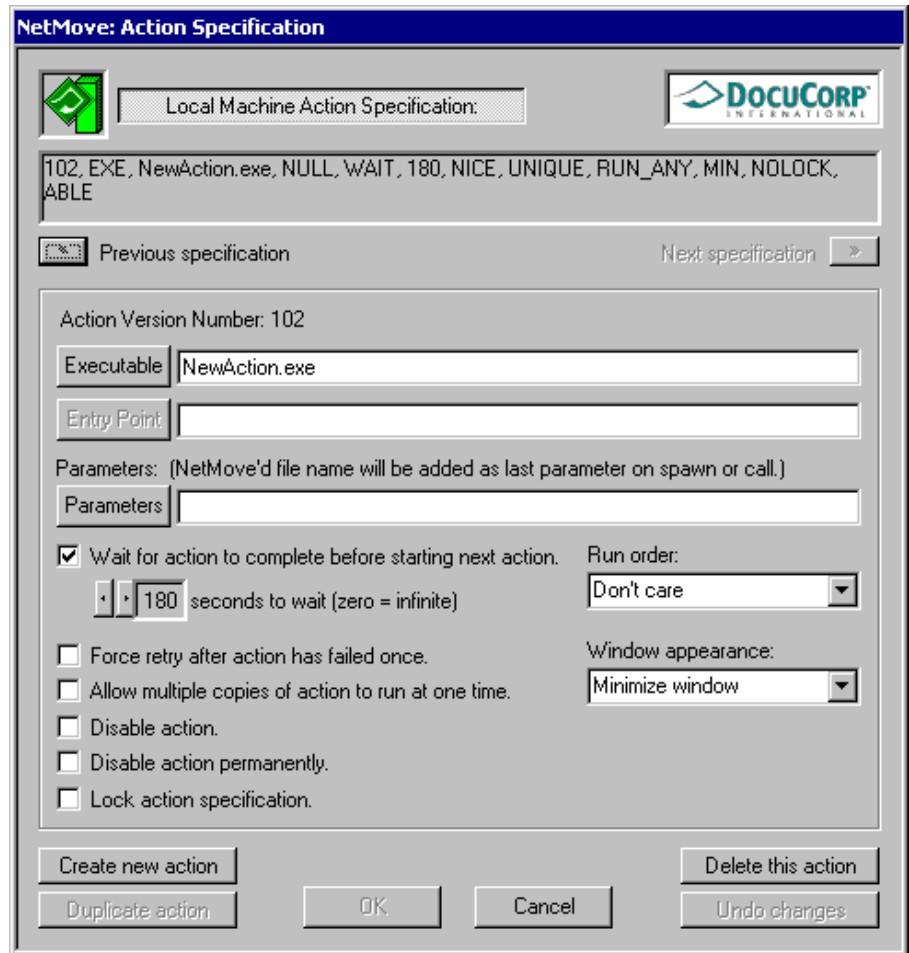 NetMove: Action Specification
Local Machine Action Specification:
DOCUCORP
INTERNATIONAL
102, EXE, NewAction.exe, NULL, WAIT, 180, NICE, UNIQUE, RUN_ANY, MIN, NOLOCK,
ABLE
Previous specification
Next specification »
Action Version Number: 102
Executable NewAction.exe
Entry Point
Parameters: (NetMove'd file name will be added as last parameter on spawn or call.)
Parameters
Wait for action to complete before starting next action.
Run order:
180 seconds to wait (zero = infinite)
Don't care
Force retry after action has failed once.
Window appearance:
Allow multiple copies of action to run at one time.
Minimize window
Disable action.
Disable action permanently.
Lock action specification.
Create new action
Delete this action
Duplicate action
OK
Cancel
Undo changes